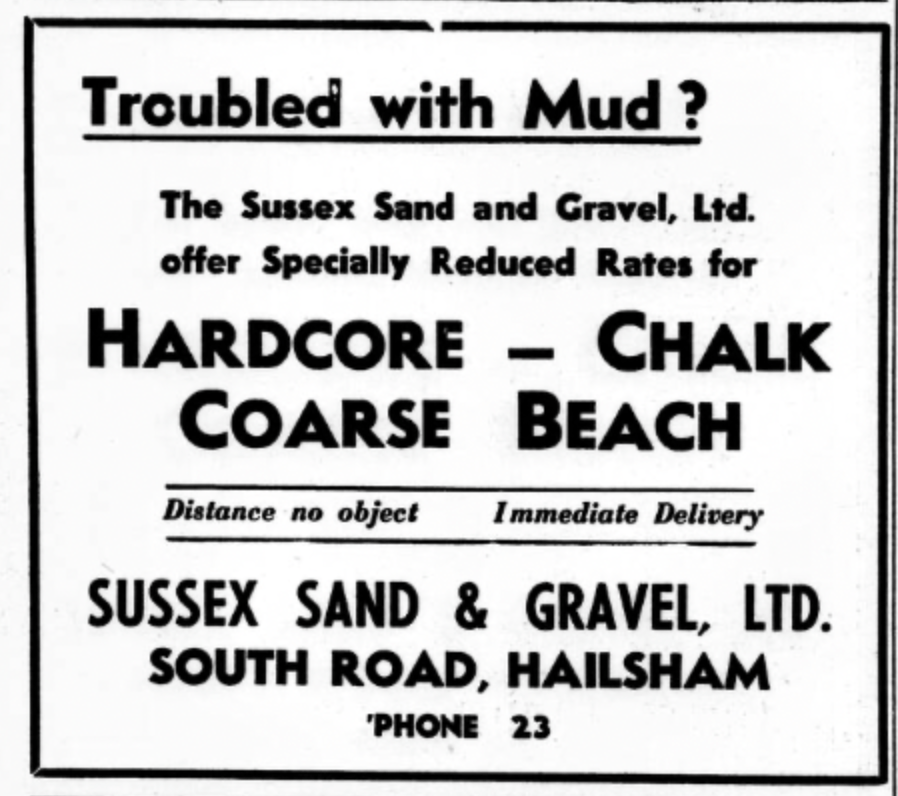 Troubled with Mud?
The Sussex Sand and Gravel, Ltd.
offer Specially Reduced Rates for
HARDCORE – CHALK
COARSE BEACH
Distance no object Immediate Delivery
SUSSEX SAND & GRAVEL, LTD.
SOUTH ROAD, HAILSHAM
'PHONE 23